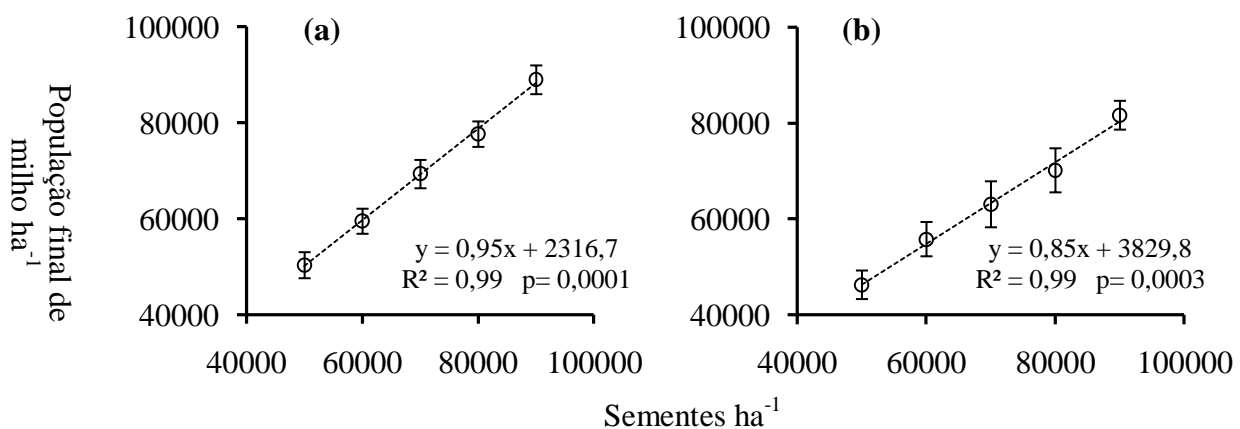 População final de
milho ha⁻¹
(a)
100000
80000
60000
40000
y = 0,95x + 2316,7
R² = 0,99 p= 0,0001
40000 60000 80000 100000
(b)
100000
80000
60000
40000
y = 0,85x + 3829,8
R² = 0,99 p= 0,0003
40000 60000 80000 100000
Sementes ha⁻¹